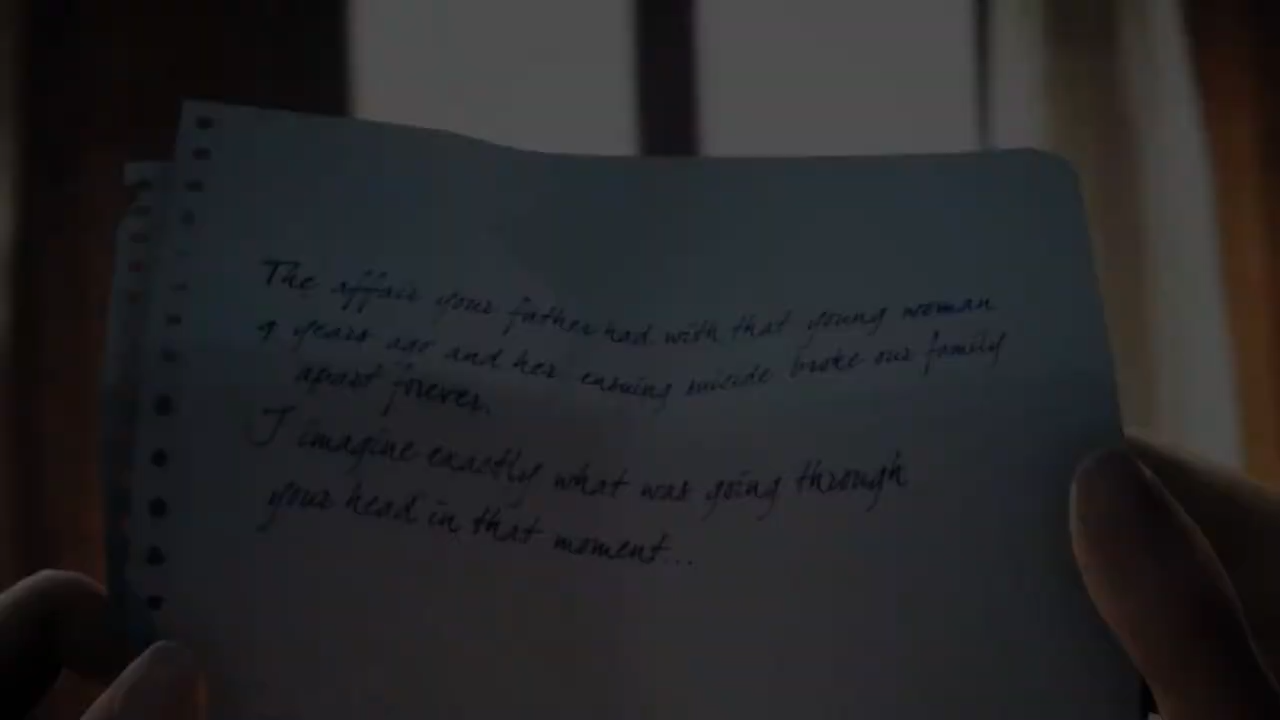 The affair your father had with that young woman
9 years ago and her ensuing suicide broke our family
apart forever.
I imagine exactly what was going through
your head in that moment...